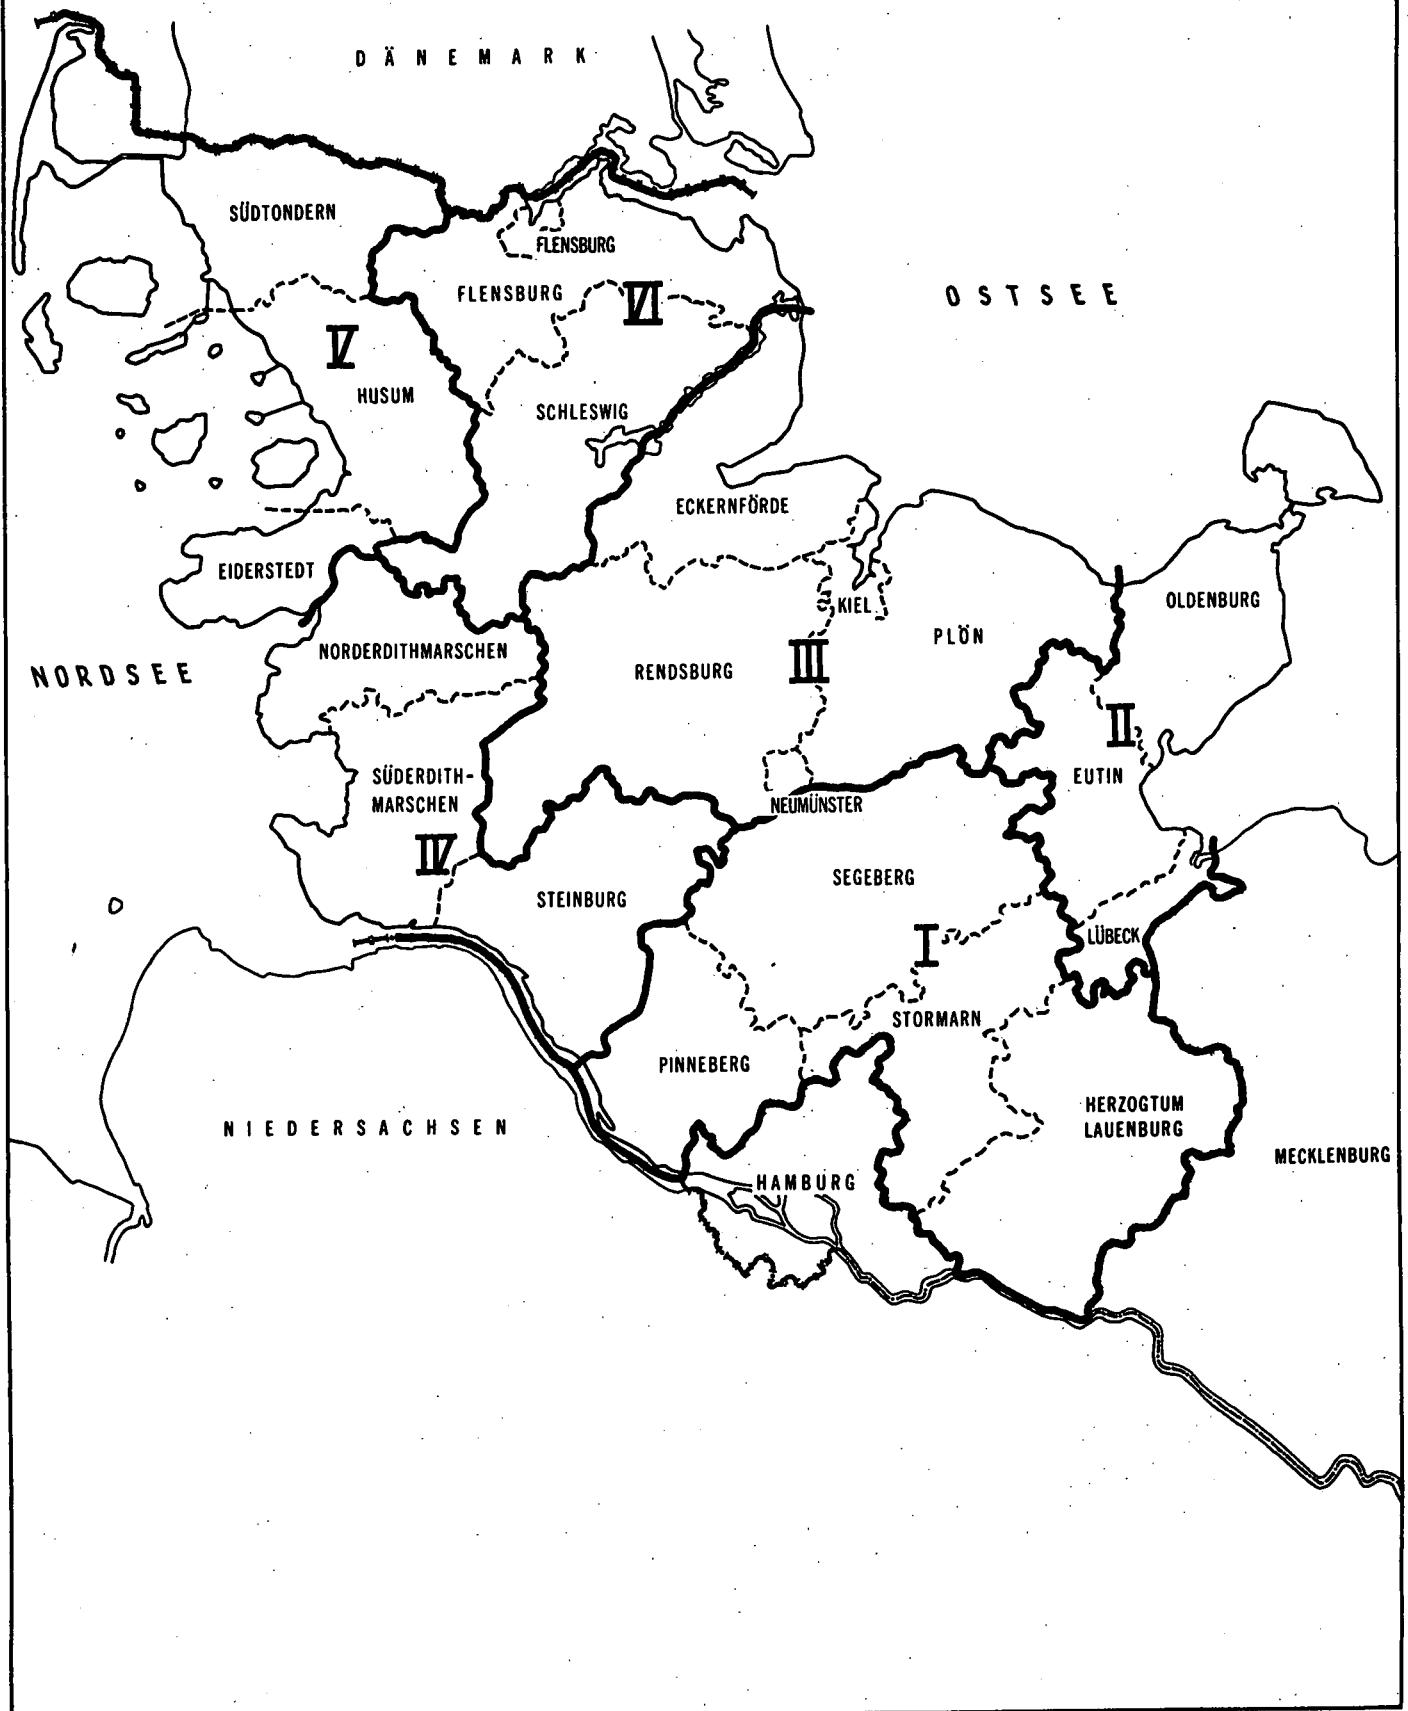 DÄNEMARK
SÜDTONDERN
FLENSBURG
FLENSBURG
VI
OSTSEE
V
HUSUM
SCHLESWIG
ECKERNFÖRDE
EIDERSTEDT
KIEL
OLDENBURG
NORDERDITHMARSCHEN
PLÖN
NORDSEE
RENDSBURG
III
II
SÜDERDITH-
MARSCHEN
EUTIN
NEUMÜNSTER
IV
STEINBURG
SEGEBERG
I
LÜBECK
STORMARN
PINNEBERG
HERZOGTUM
LAUENBURG
NIEDERSACHSEN
MECKLENBURG
HAMBURG